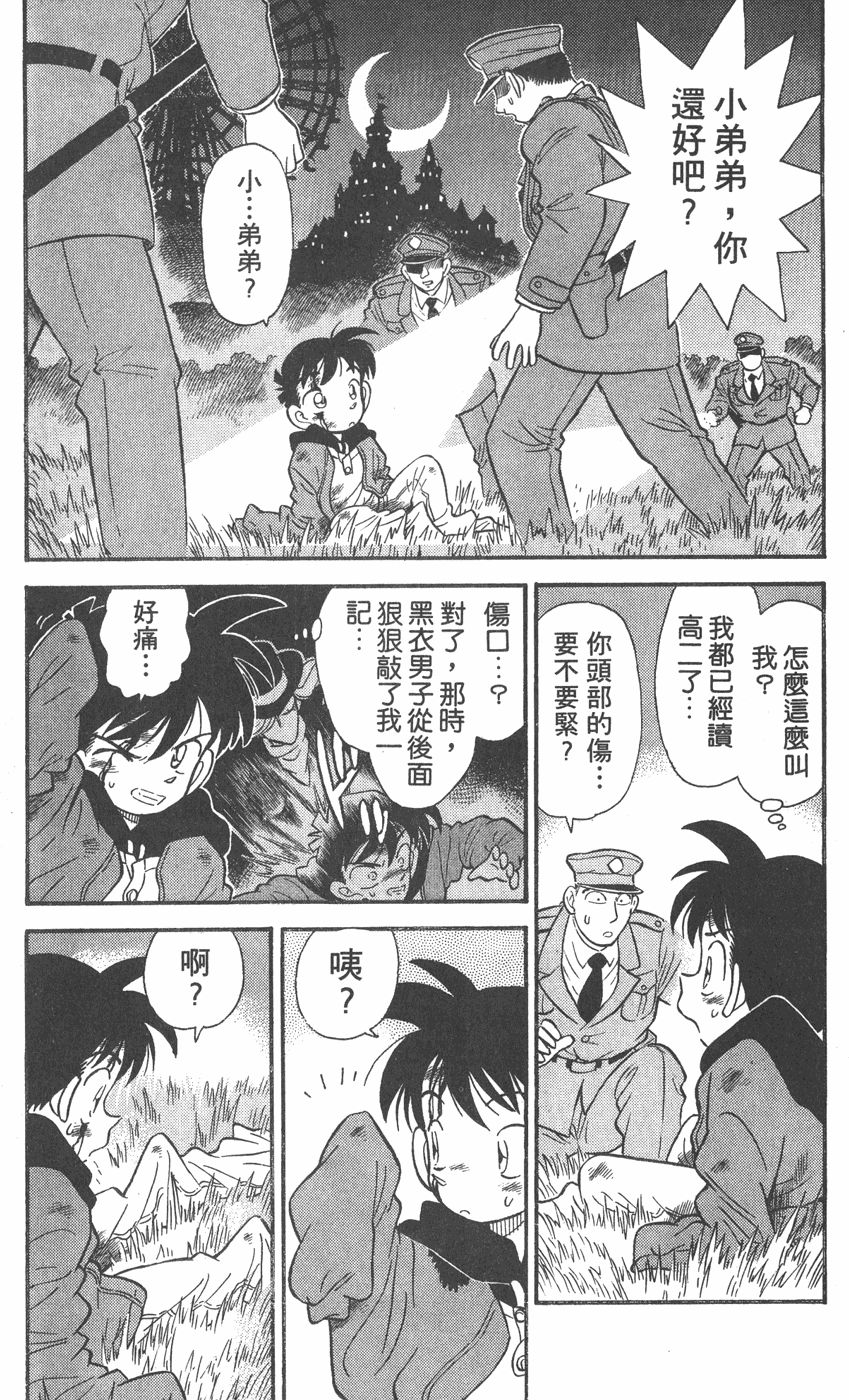 小弟弟，你
還好吧？
小…弟弟？
怎麼這麼叫
我？
我都已經讀
高二了…
你頭部的傷…
要不要緊？
傷口…？
對了，那時，
黑衣男子從後面
狠狠敲了我一
記…
好痛…
咦？
啊？